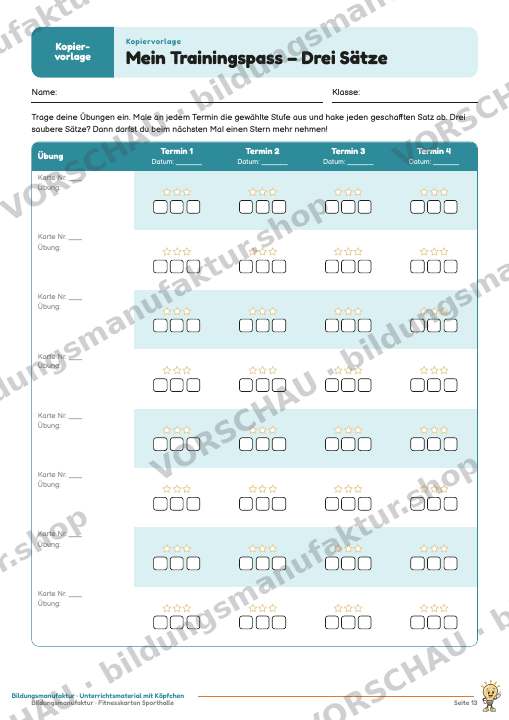 Kopier-
vorlage
Kopiervorlage
Mein Trainingspass – Drei Sätze
Name:
Klasse:
Trage deine Übungen ein. Male an jedem Termin die gewählte Stufe aus und hake jeden geschafften Satz ab. Drei
saubere Sätze? Dann darfst du beim nächsten Mal einen Stern mehr nehmen!
Übung
Termin 1
Datum: ______
Termin 2
Datum: ______
Termin 3
Datum: ______
Termin 4
Datum: ______
Karte Nr. ___
Übung:
Karte Nr. ___
Übung:
Karte Nr. ___
Übung:
Karte Nr. ___
Übung:
Karte Nr. ___
Übung:
Karte Nr. ___
Übung:
Karte Nr. ___
Übung:
Karte Nr. ___
Übung:
Bildungsmanufaktur · Unterrichtsmaterial mit Köpfchen
Bildungsmanufaktur · Fitnesskarten Sporthalle
Seite 13
VORSCHAU · bildungsmanufaktur.shop